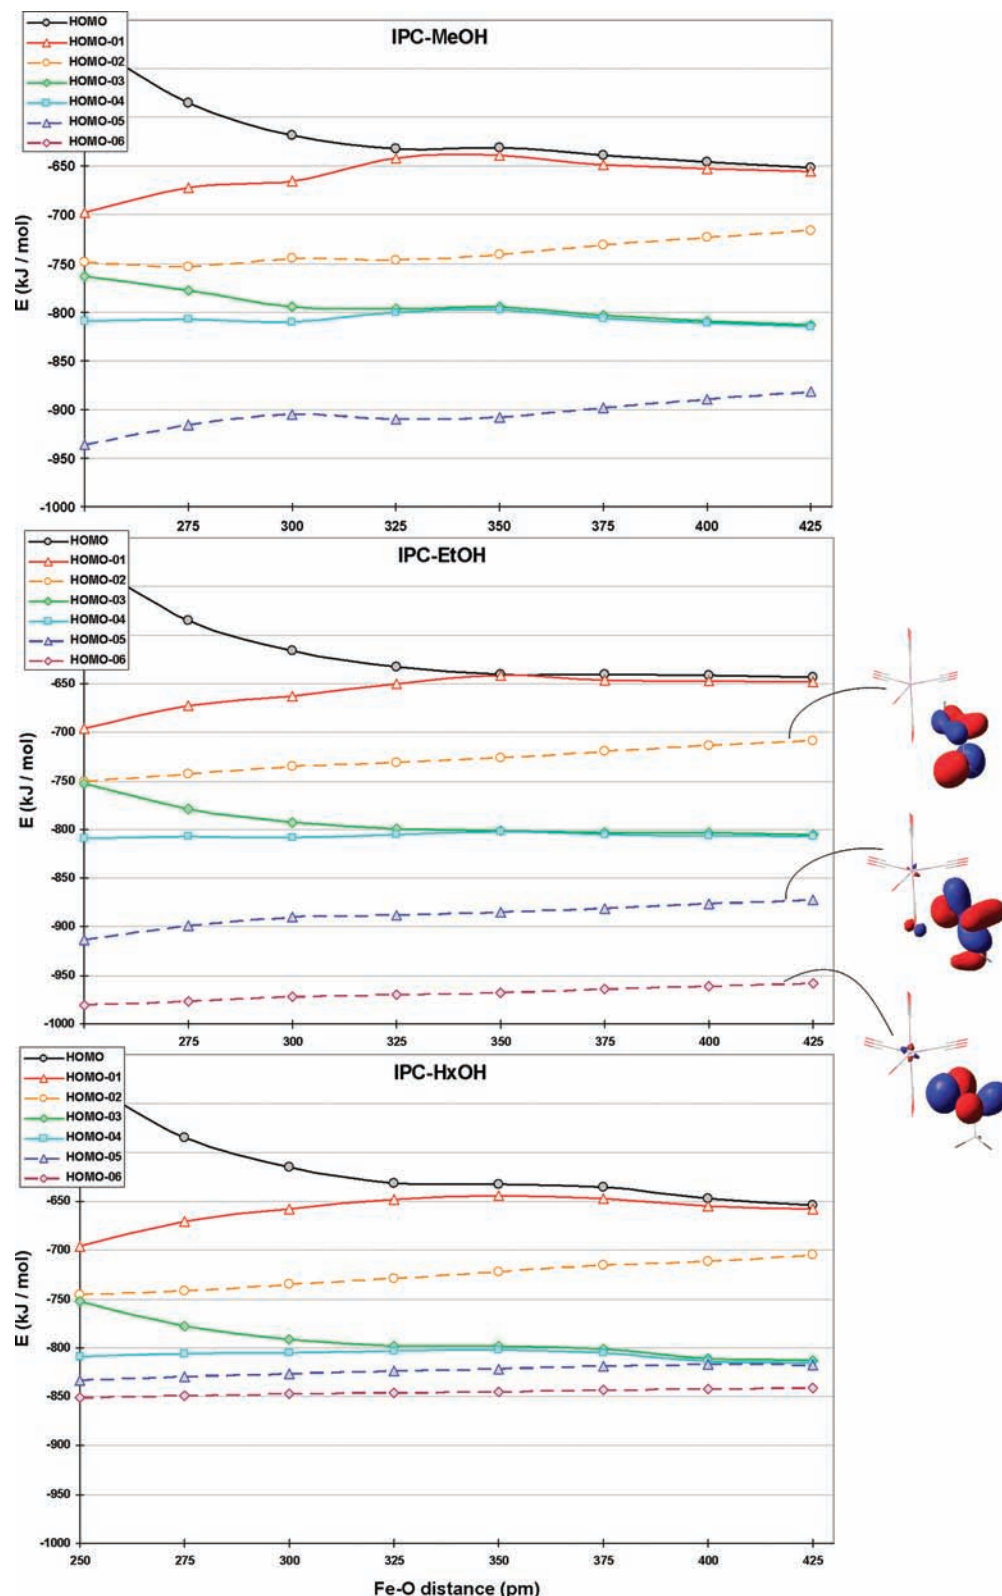 IPC-MeOH
HOMO
HOMO-01
HOMO-02
HOMO-03
HOMO-04
HOMO-05
HOMO-06
E (kJ / mol)
-650
-700
-750
-800
-850
-900
-950
-1000
275 300 325 350 375 400 425
IPC-EtOH
HOMO
HOMO-01
HOMO-02
HOMO-03
HOMO-04
HOMO-05
HOMO-06
E (kJ / mol)
-650
-700
-750
-800
-850
-900
-950
-1000
275 300 325 350 375 400 425
IPC-HxOH
HOMO
HOMO-01
HOMO-02
HOMO-03
HOMO-04
HOMO-05
HOMO-06
E (kJ / mol)
-650
-700
-750
-800
-850
-900
-950
-1000
250 275 300 325 350 375 400 425
Fe-O distance (pm)